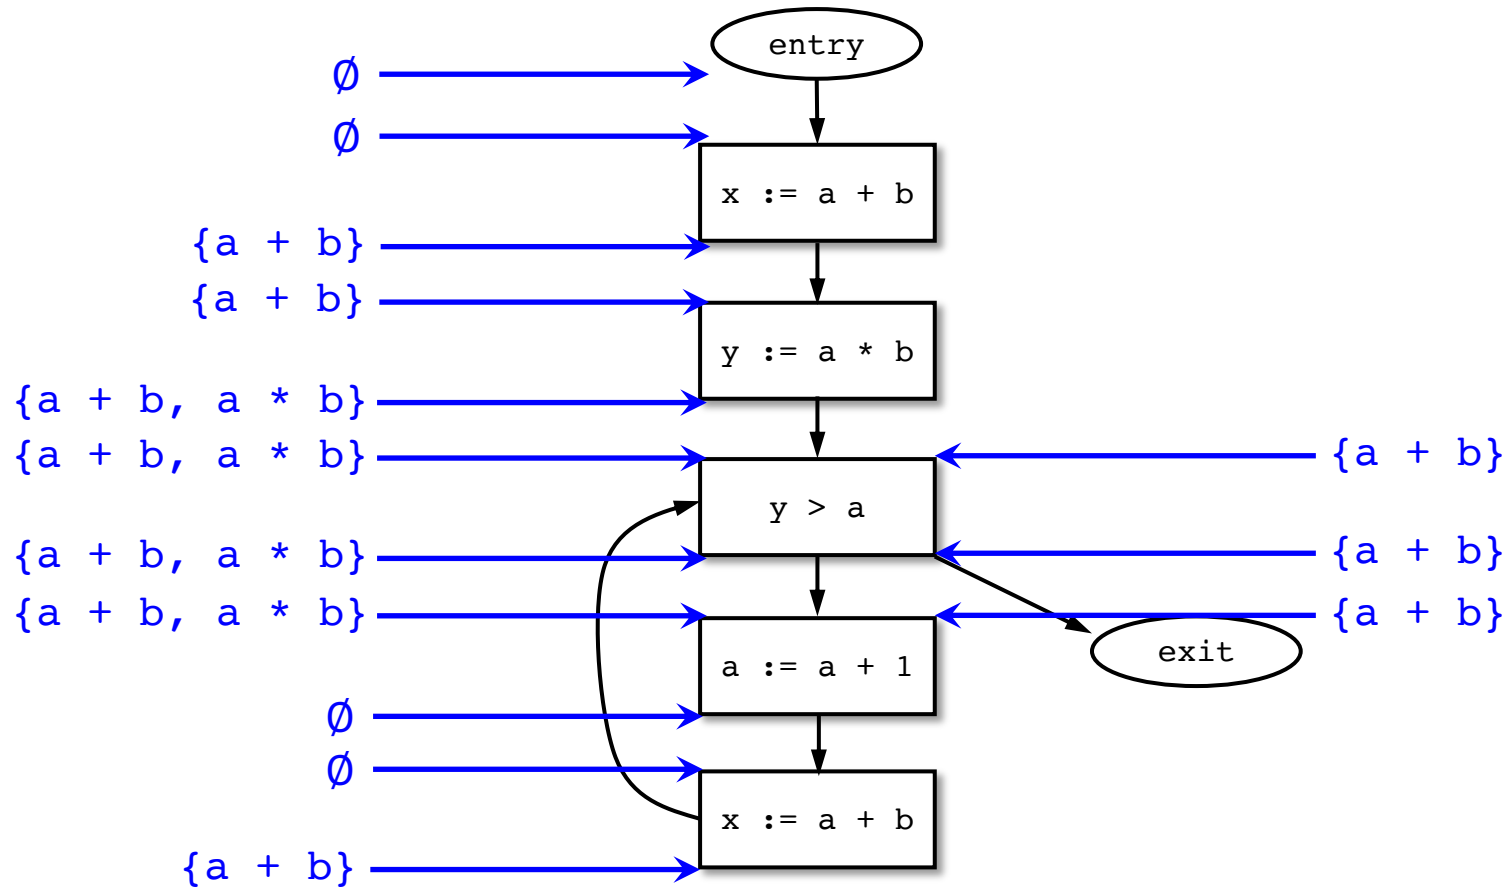 entry
∅
∅
x := a + b
{a + b}
{a + b}
y := a * b
{a + b, a * b}
{a + b, a * b} {a + b}
y > a
{a + b, a * b} {a + b}
{a + b, a * b} {a + b}
exit
a := a + 1
∅
∅
x := a + b
{a + b}